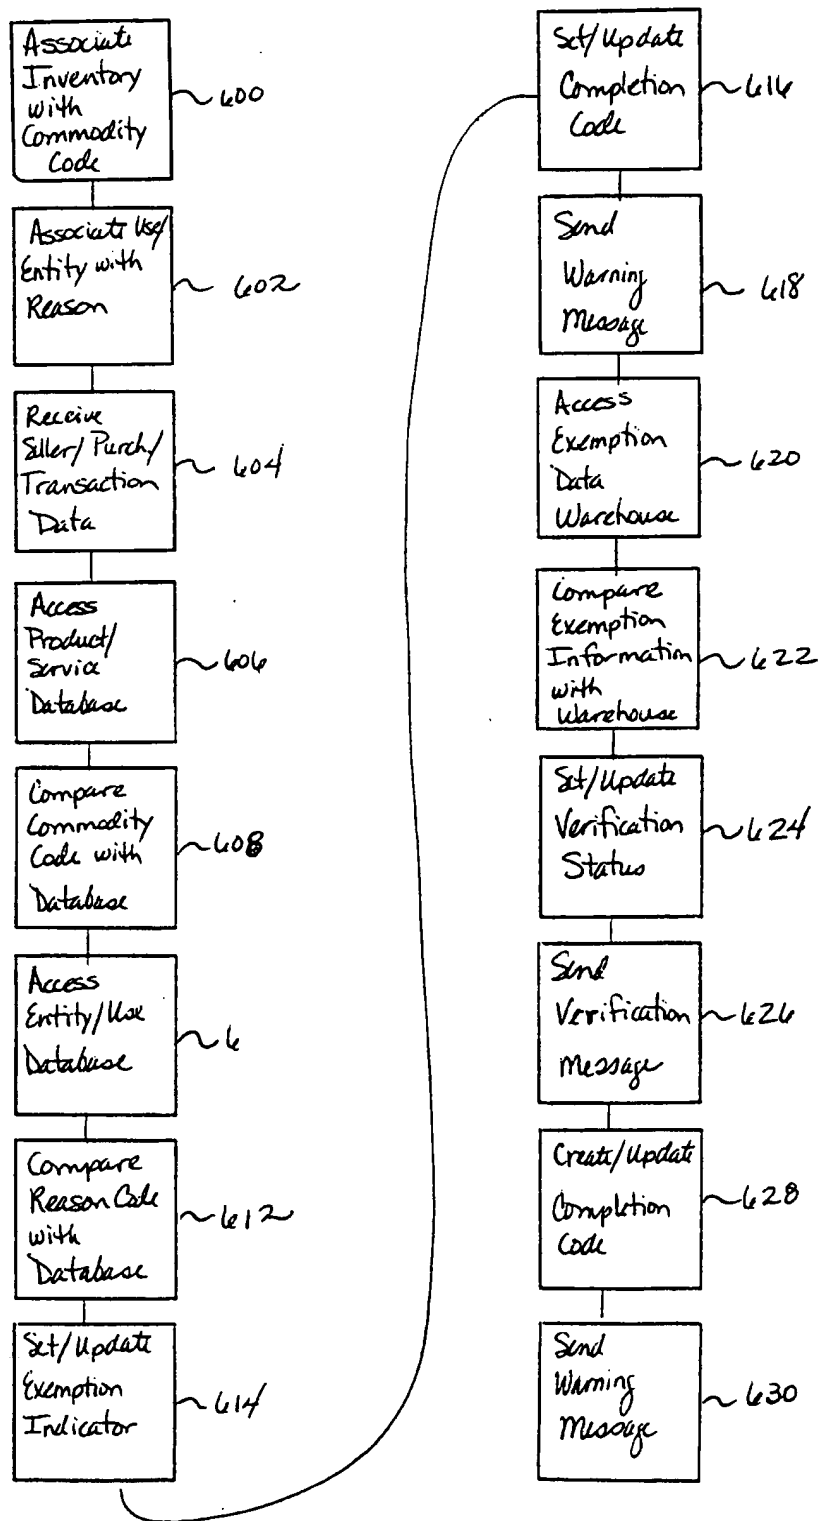 Associate
Inventory
with
Commodity
Code
600
Associate Use/
Entity with
Reason
602
Receive
Seller/Purch/
Transaction
Data
604
Access
Product/
Service
Database
606
Compare
Commodity
Code with
Database
608
Access
Entity/Use
Database
6
Compare
Reason Code
with
Database
612
Set/Update
Exemption
Indicator
614
Set/Update
Completion
Code
616
Send
Warning
Message
618
Access
Exemption
Data
Warehouse
620
Compare
Exemption
Information
with
Warehouse
622
Set/Update
Verification
Status
624
Send
Verification
Message
626
Create/Update
Completion
Code
628
Send
Warning
Message
630